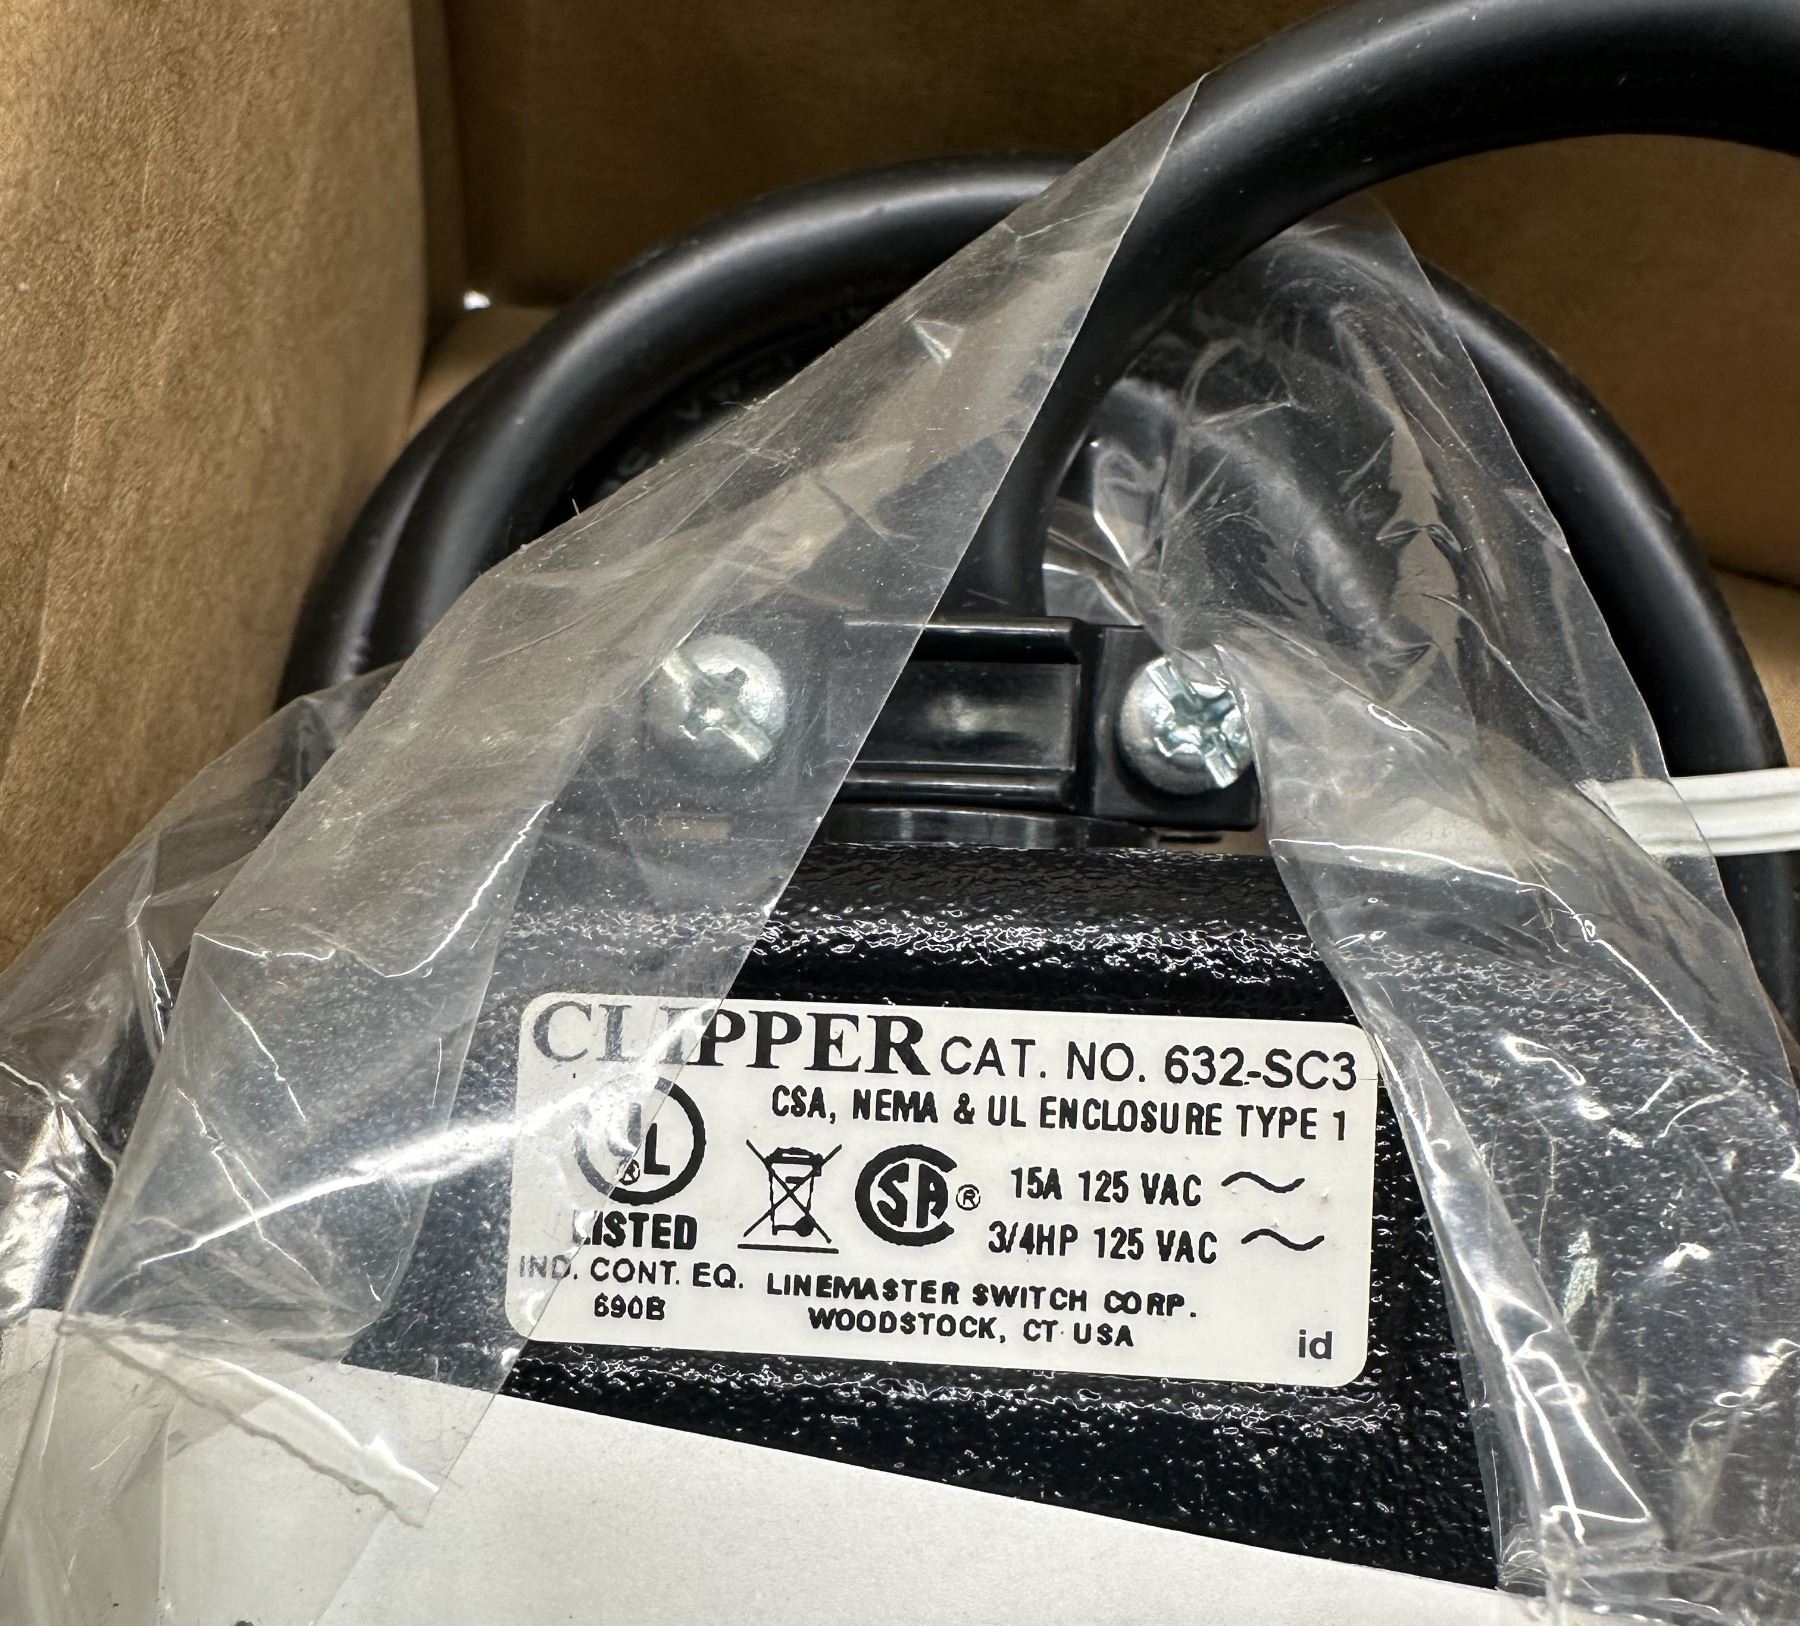 CLIPPER CAT. NO. 632-SC3
CSA, NEMA & UL ENCLOSURE TYPE 1
UL ®
LISTED
SA ®
15A 125 VAC ~
3/4HP 125 VAC ~
IND. CONT. EQ.
690B
LINEMASTER SWITCH CORP.
WOODSTOCK, CT USA
id